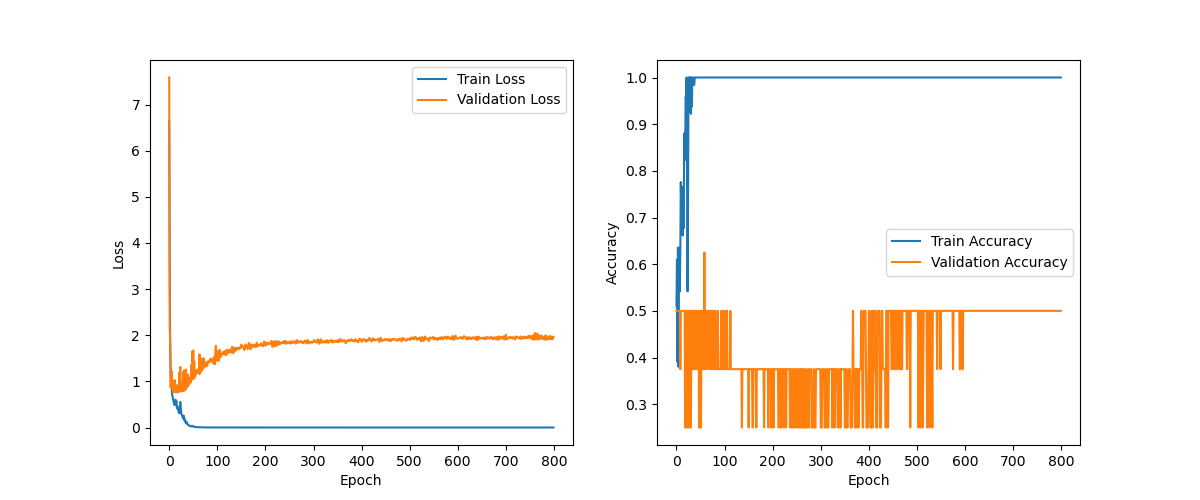 Train Loss
Validation Loss
7
6
5
4
3
2
1
0
Loss
0 100 200 300 400 500 600 700 800
Epoch
1.0
0.9
0.8
0.7
0.6
0.5
0.4
0.3
Accuracy
Train Accuracy
Validation Accuracy
0 100 200 300 400 500 600 700 800
Epoch